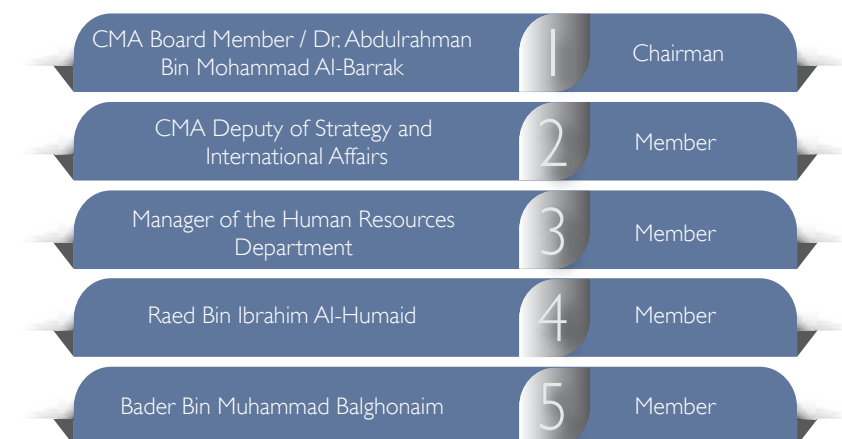 CMA Board Member / Dr. Abdulrahman
Bin Mohammad Al-Barrak
1
Chairman
CMA Deputy of Strategy and
International Affairs
2
Member
Manager of the Human Resources
Department
3
Member
Raed Bin Ibrahim Al-Humaid
4
Member
Bader Bin Muhammad Balghonaim
5
Member